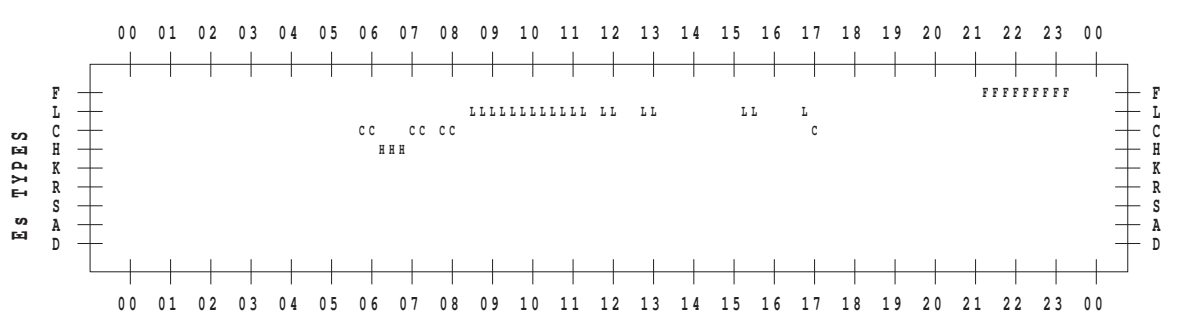 00 01 02 03 04 05 06 07 08 09 10 11 12 13 14 15 16 17 18 19 20 21 22 23 00
F FFFFFFFFF F
L LLLLLLLLLLLL LL LL LL L L
C CC CC CC C C
H HHH H
K K
R R
S S
A A
D D
Es TYPES
00 01 02 03 04 05 06 07 08 09 10 11 12 13 14 15 16 17 18 19 20 21 22 23 00